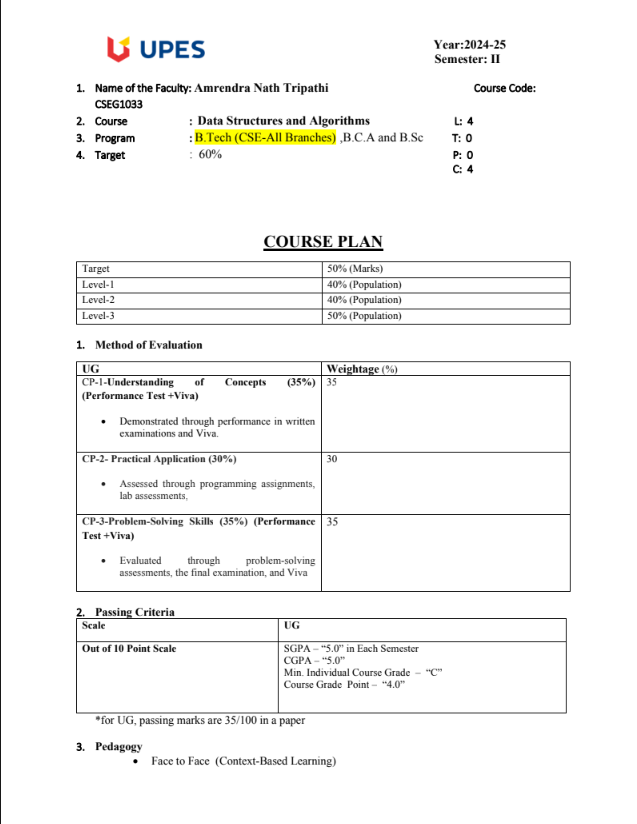 UPES
Year:2024-25
Semester: II
1. Name of the Faculty: Amrendra Nath Tripathi Course Code:
CSEG1033
2. Course : Data Structures and Algorithms L: 4
3. Program : B.Tech (CSE-All Branches) ,B.C.A and B.Sc T: 0
4. Target : 60% P: 0
C: 4
COURSE PLAN
Target 50% (Marks)
Level-1 40% (Population)
Level-2 40% (Population)
Level-3 50% (Population)
1. Method of Evaluation
UG Weightage (%)
CP-1-Understanding of Concepts (35%) 35
(Performance Test +Viva)
• Demonstrated through performance in written
examinations and Viva.
CP-2- Practical Application (30%) 30
• Assessed through programming assignments,
lab assessments,
CP-3-Problem-Solving Skills (35%) (Performance 35
Test +Viva)
• Evaluated through problem-solving
assessments, the final examination, and Viva
2. Passing Criteria
Scale UG
Out of 10 Point Scale SGPA – “5.0” in Each Semester
CGPA – “5.0”
Min. Individual Course Grade – “C”
Course Grade Point – “4.0”
*for UG, passing marks are 35/100 in a paper
3. Pedagogy
• Face to Face (Context-Based Learning)